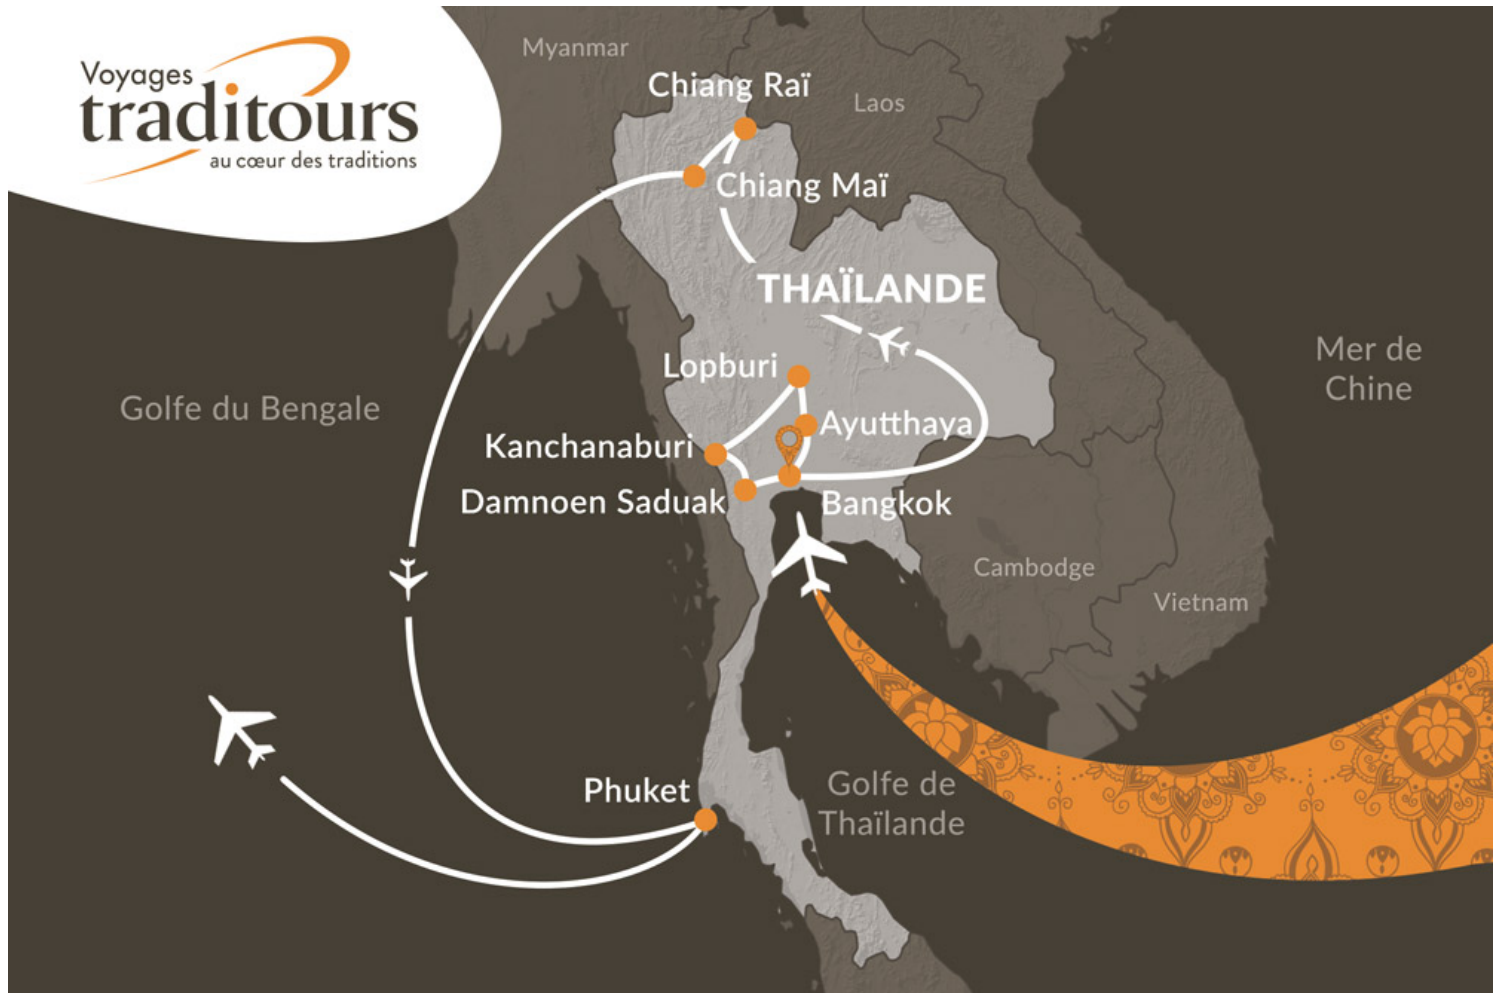 Voyages
traditours
au cœur des traditions
Myanmar
Chiang Raï
Laos
Chiang Maï
THAÏLANDE
Mer de
Chine
Lopburi
Golfe du Bengale
Ayutthaya
Kanchanaburi
Damnoen Saduak
Bangkok
Cambodge
Vietnam
Phuket
Golfe de
Thaïlande